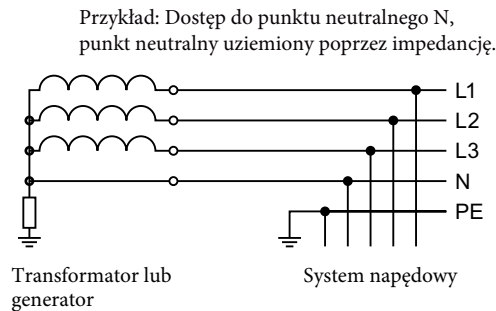 Przykład: Dostęp do punktu neutralnego N,
punkt neutralny uziemiony poprzez impedancję.
L1
L2
L3
N
PE
Transformator lub
generator
System napędowy